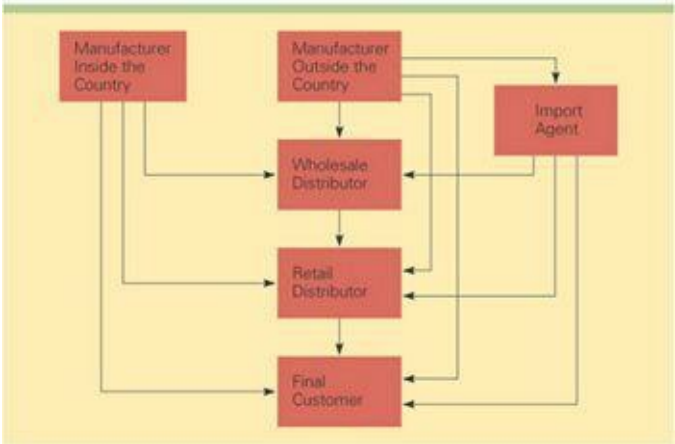 Manufacturer
Inside the
Country
Manufacturer
Outside the
Country
Import
Agent
Wholesale
Distributor
Retail
Distributor
Final
Customer